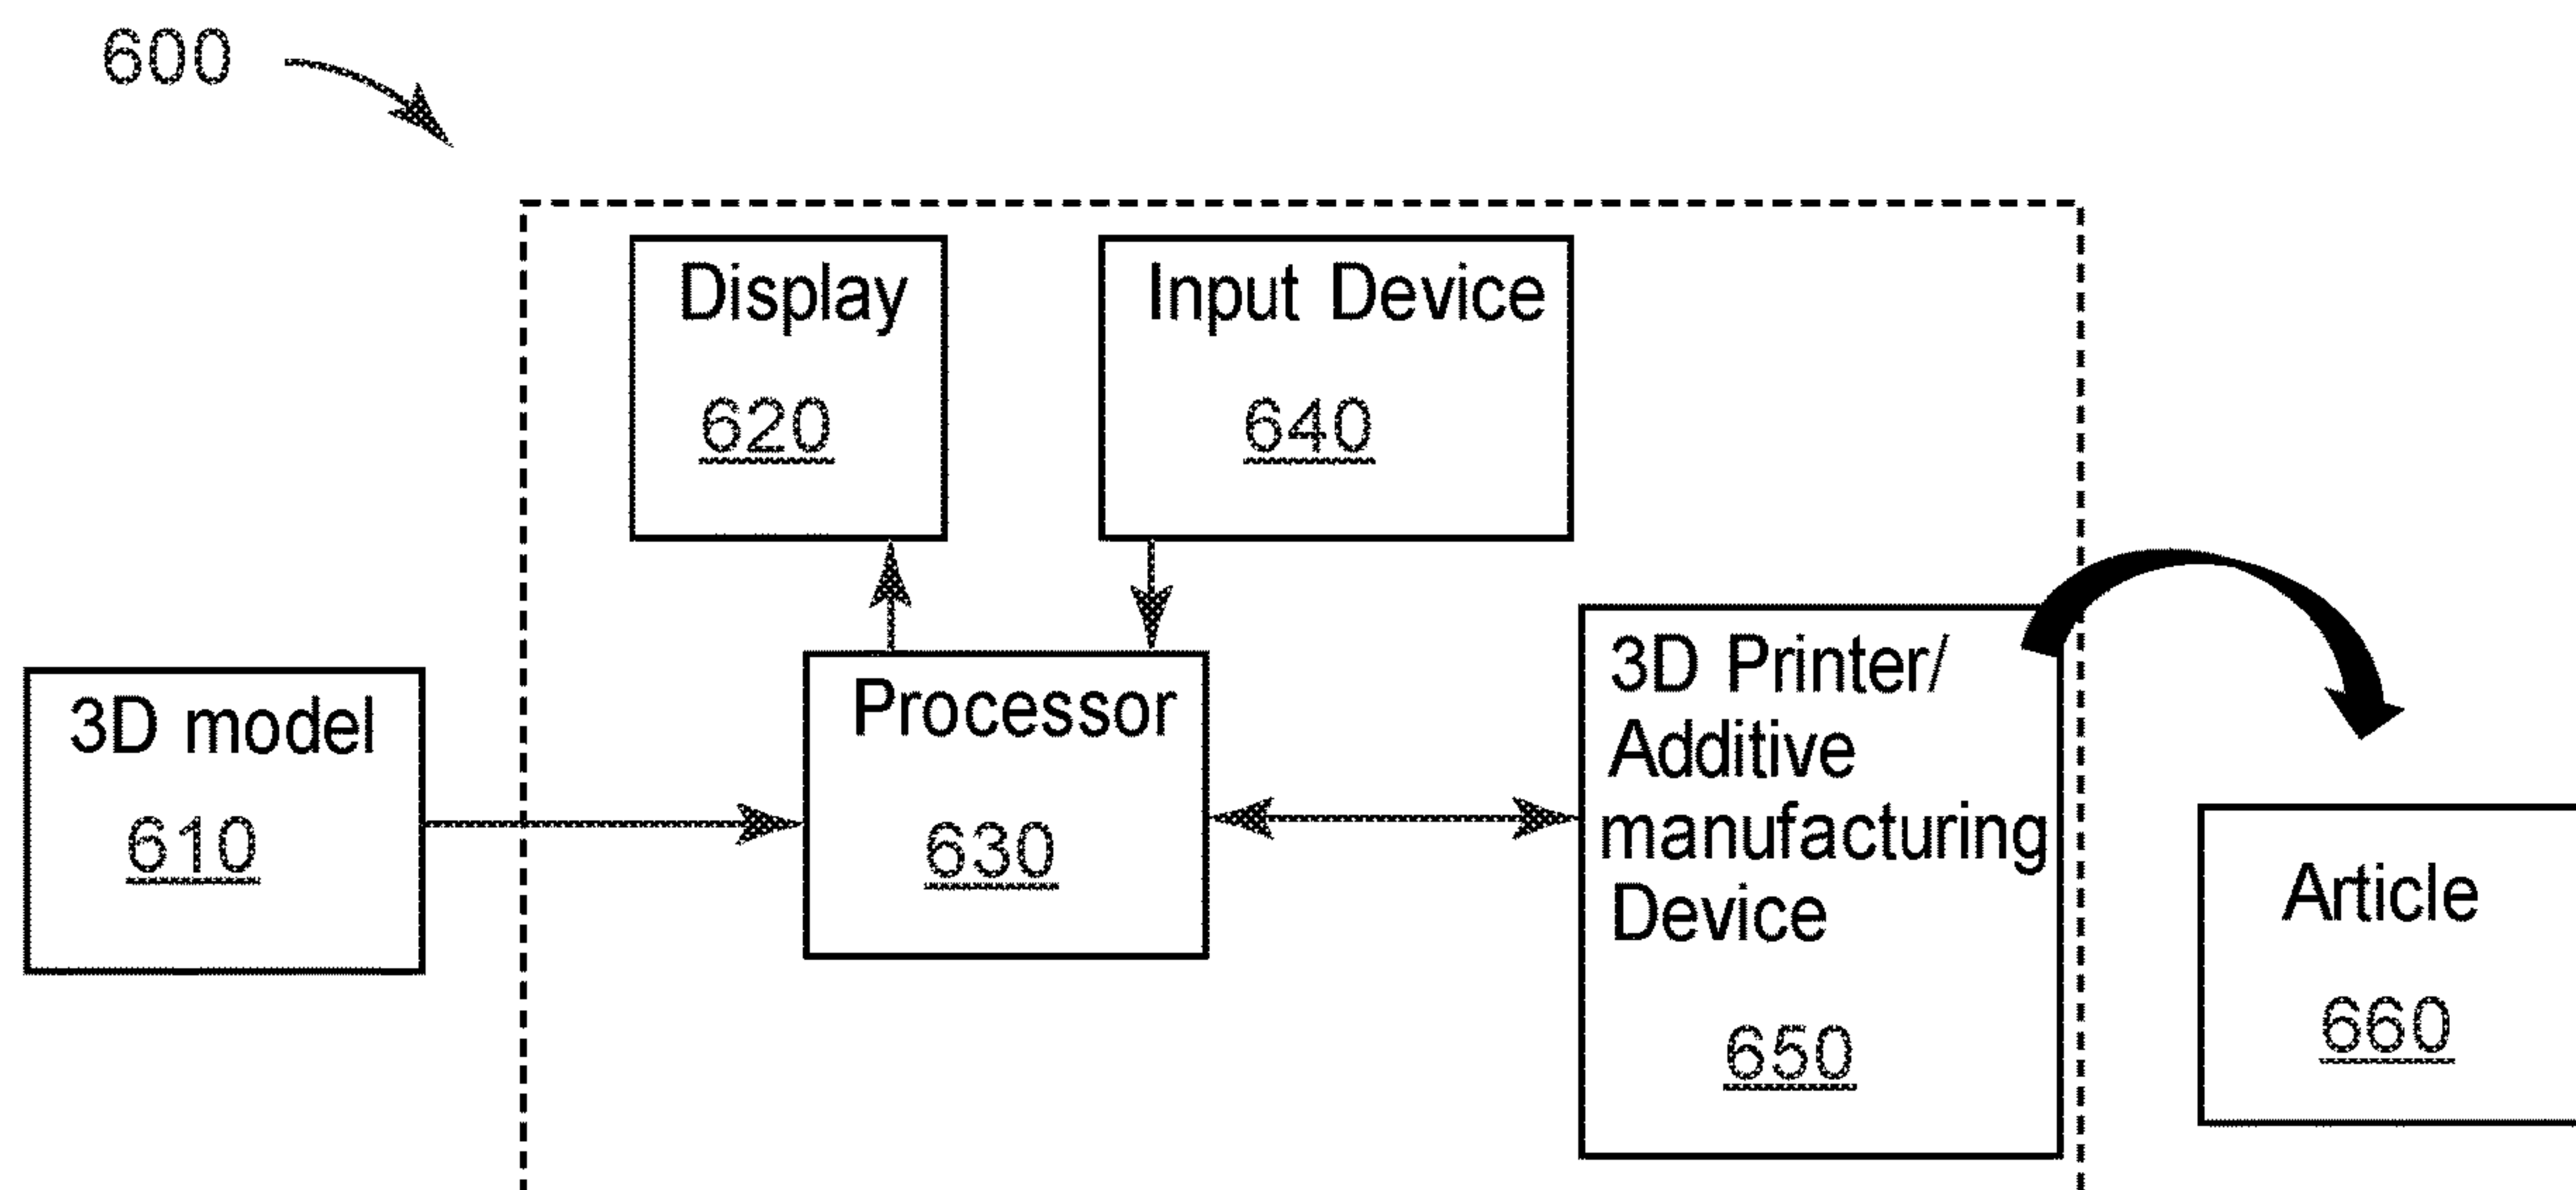 600
Display
620
Input Device
640
3D model
610
Processor
630
3D Printer/
Additive
manufacturing
Device
650
Article
660